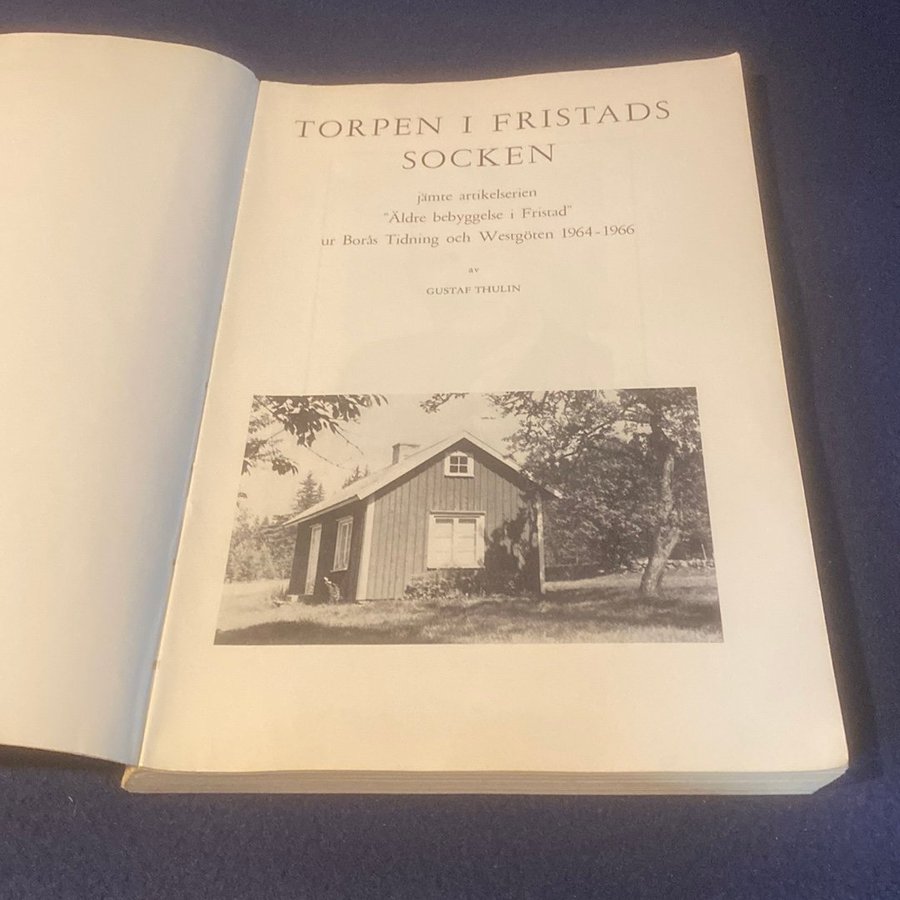 TORPEN I FRISTADS
SOCKEN
jämte artikelserien
"Äldre bebyggelse i Fristad"
ur Borås Tidning och Westgöten 1964-1966
av
GUSTAF THULIN